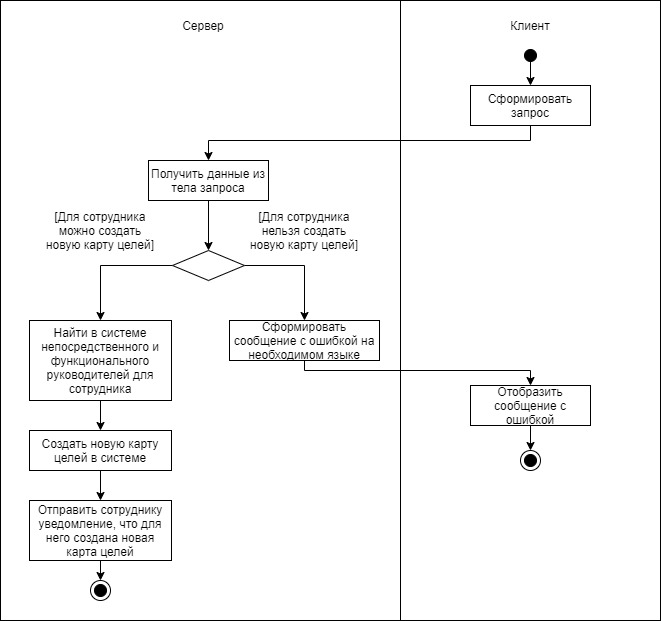 Сервер
Клиент
Сформировать
запрос
Получить данные из
тела запроса
[Для сотрудника
можно создать
новую карту целей]
[Для сотрудника
нельзя создать
новую карту целей]
Найти в системе
непосредственного и
функционального
руководителей для
сотрудника
Сформировать
сообщение с ошибкой на
необходимом языке
Отобразить
сообщение с
ошибкой
Создать новую карту
целей в системе
Отправить сотруднику
уведомление, что для
него создана новая
карта целей